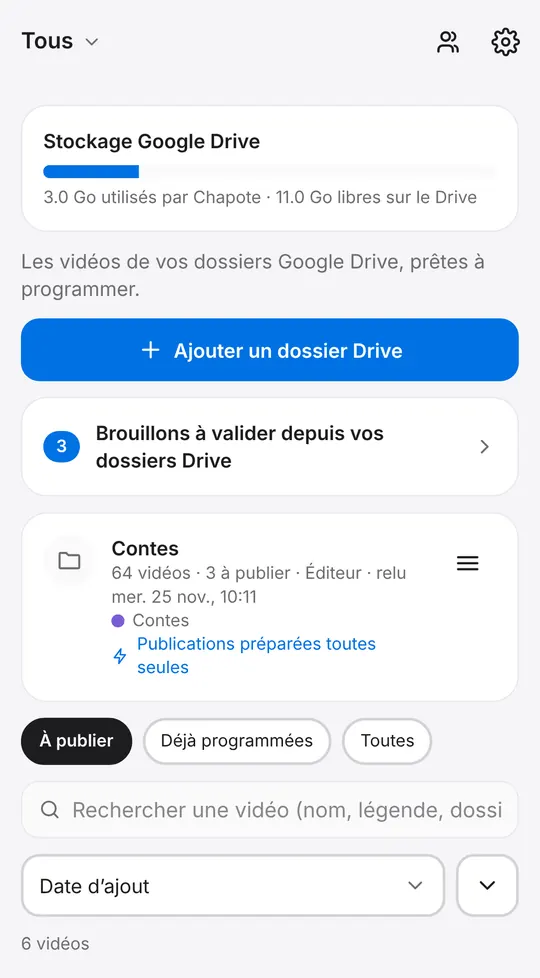 Tous
Stockage Google Drive
3.0 Go utilisés par Chapote · 11.0 Go libres sur le Drive
Les vidéos de vos dossiers Google Drive, prêtes à
programmer.
Ajouter un dossier Drive
3
Brouillons à valider depuis vos
dossiers Drive
Contes
64 vidéos · 3 à publier · Éditeur · relu
mer. 25 nov., 10:11
Contes
Publications préparées toutes
seules
À publier
Déjà programmées
Toutes
Rechercher une vidéo (nom, légende, dossi
Date d’ajout
6 vidéos